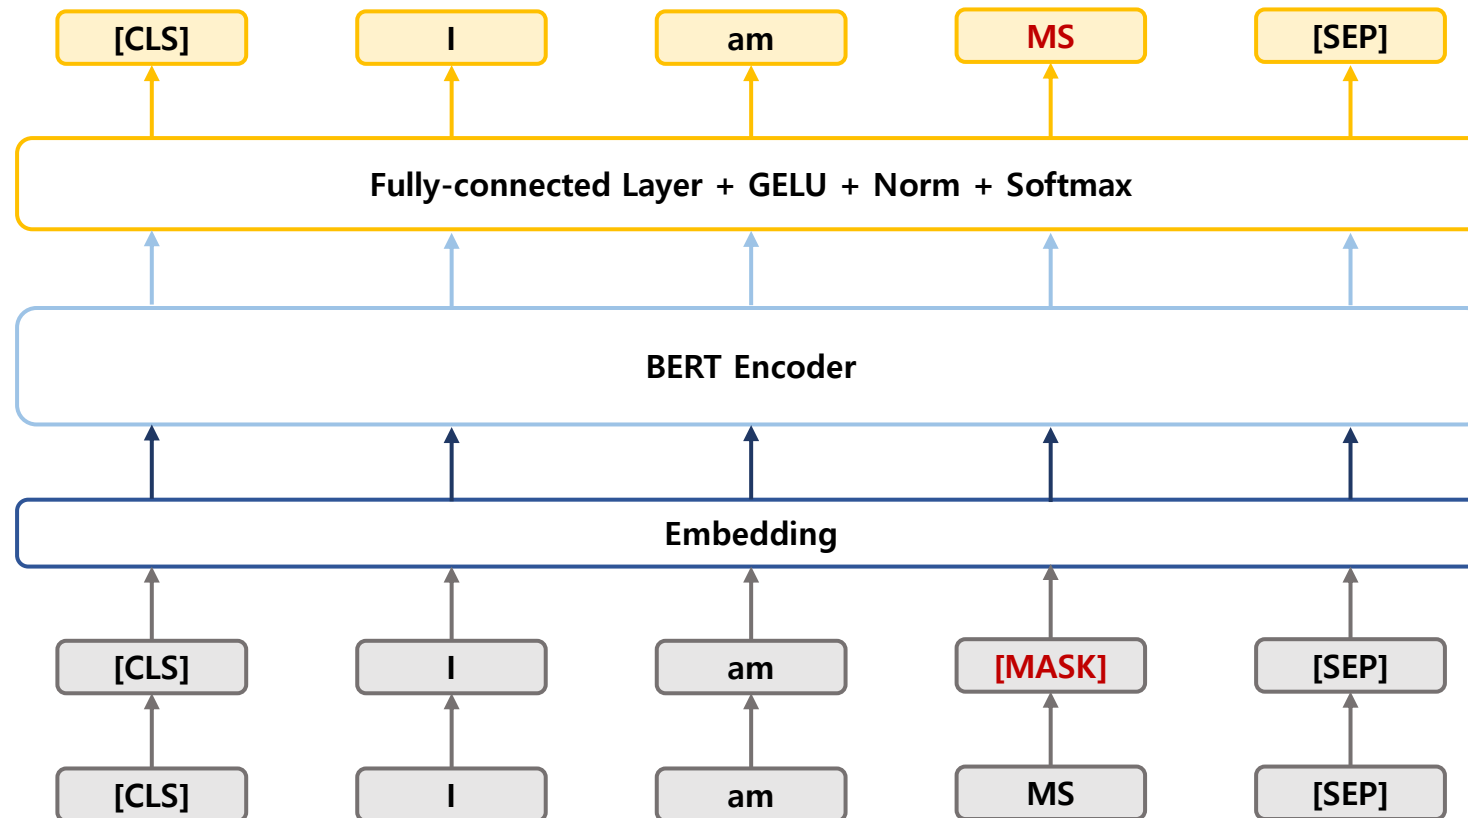 [CLS] I am MS [SEP]
Fully-connected Layer + GELU + Norm + Softmax
BERT Encoder
Embedding
[CLS] I am [MASK] [SEP]
[CLS] I am MS [SEP]